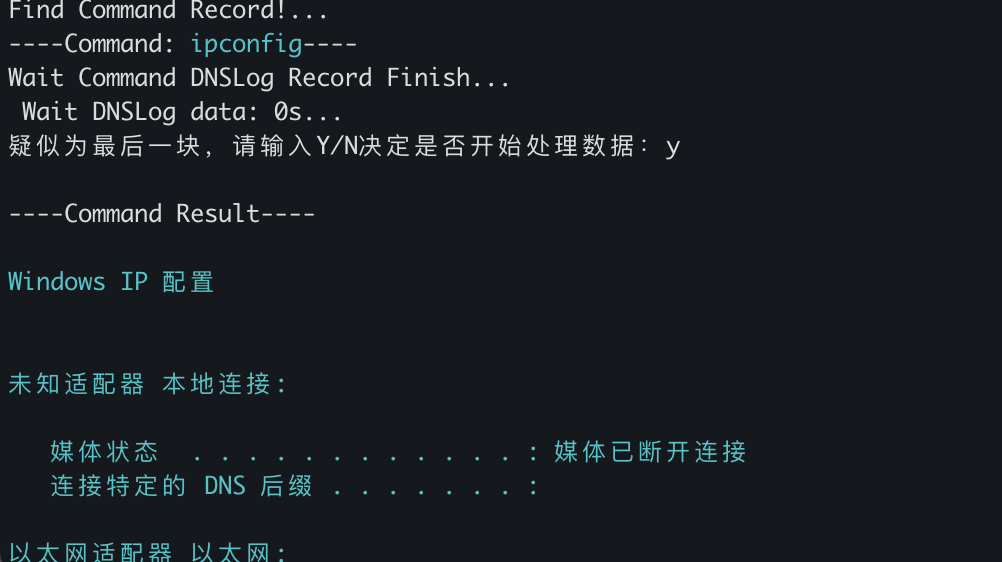 Find Command Record!...
----Command: ipconfig----
Wait Command DNSLog Record Finish...
Wait DNSLog data: 0s...
疑似为最后一块，请输入Y/N决定是否开始处理数据：y
----Command Result----
Windows IP 配置
未知适配器 本地连接:
媒体状态  . . . . . . . . . . . . : 媒体已断开连接
连接特定的 DNS 后缀 . . . . . . . :
以太网适配器 以太网: